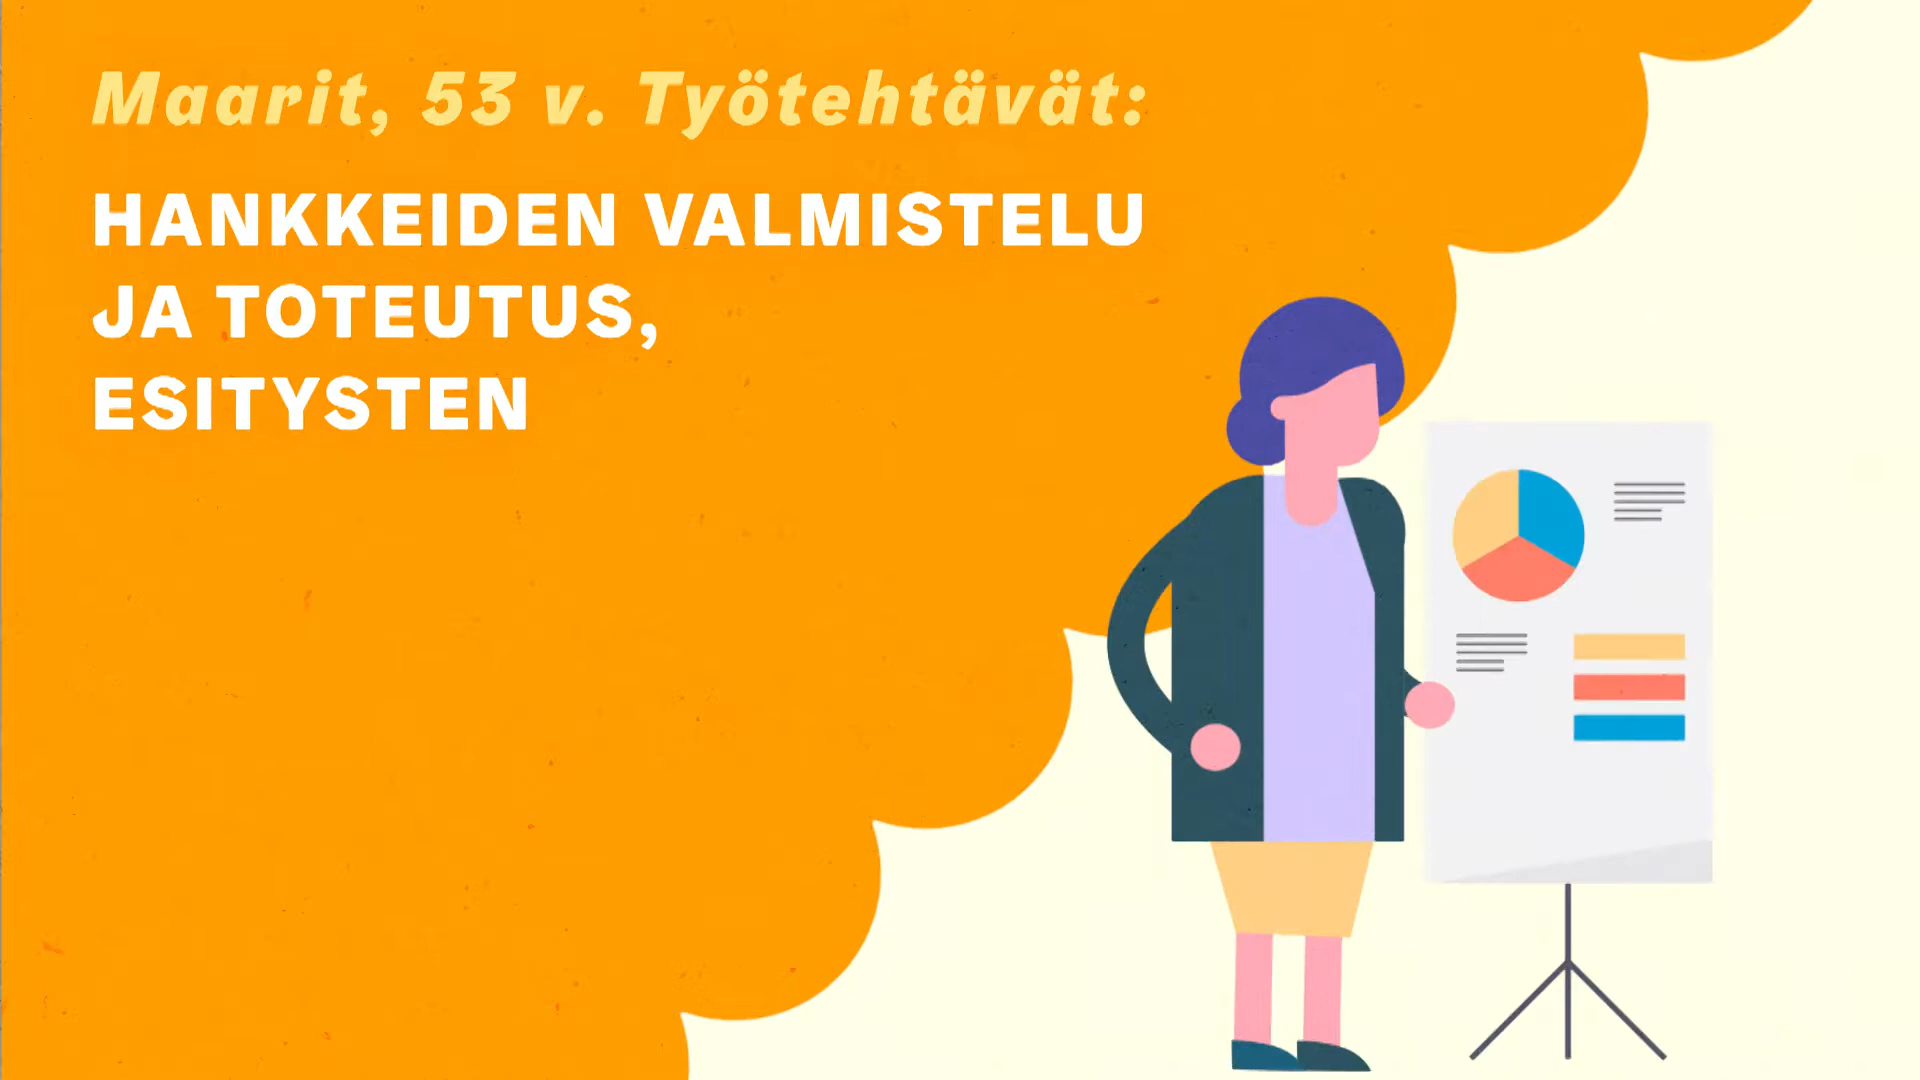 Maarit, 53 v. Työtehtävät:
HANKKEIDEN VALMISTELU
JA TOTEUTUS,
ESITYSTEN